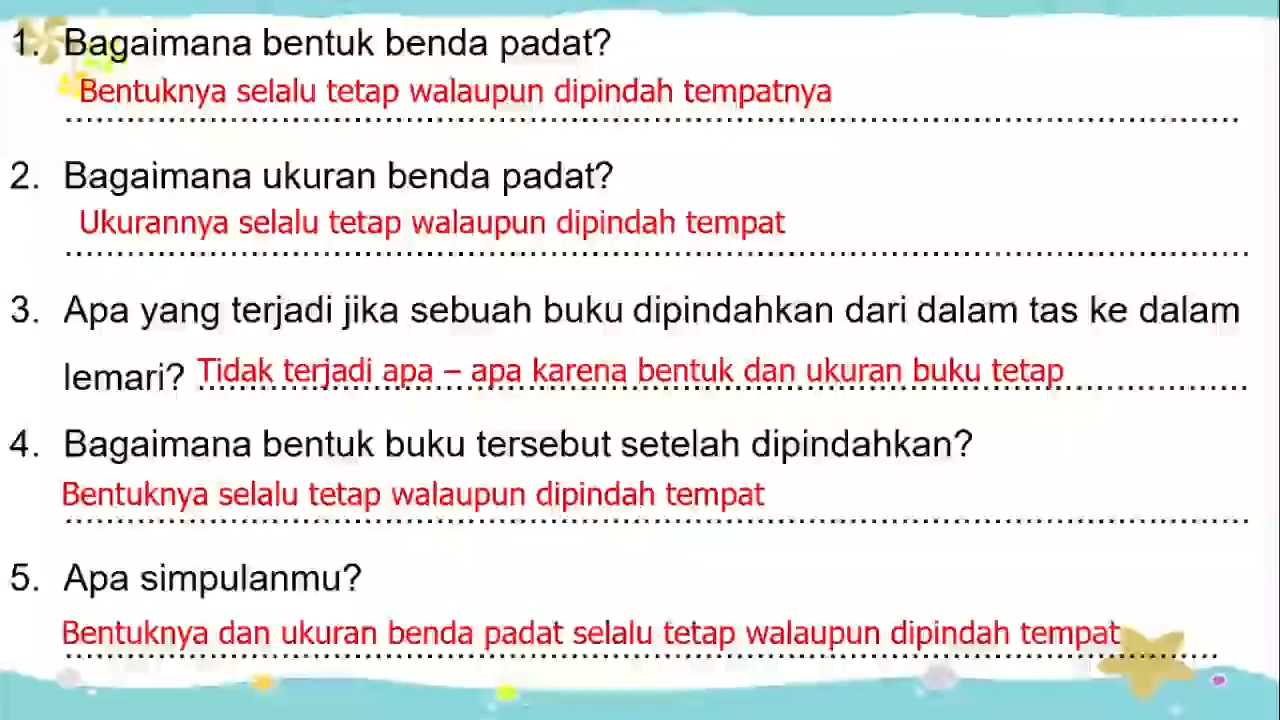 1. Bagaimana bentuk benda padat?
Bentuknya selalu tetap walaupun dipindah tempatnya
2. Bagaimana ukuran benda padat?
Ukurannya selalu tetap walaupun dipindah tempat
3. Apa yang terjadi jika sebuah buku dipindahkan dari dalam tas ke dalam
lemari? Tidak terjadi apa – apa karena bentuk dan ukuran buku tetap
4. Bagaimana bentuk buku tersebut setelah dipindahkan?
Bentuknya selalu tetap walaupun dipindah tempat
5. Apa simpulanmu?
Bentuknya dan ukuran benda padat selalu tetap walaupun dipindah tempat